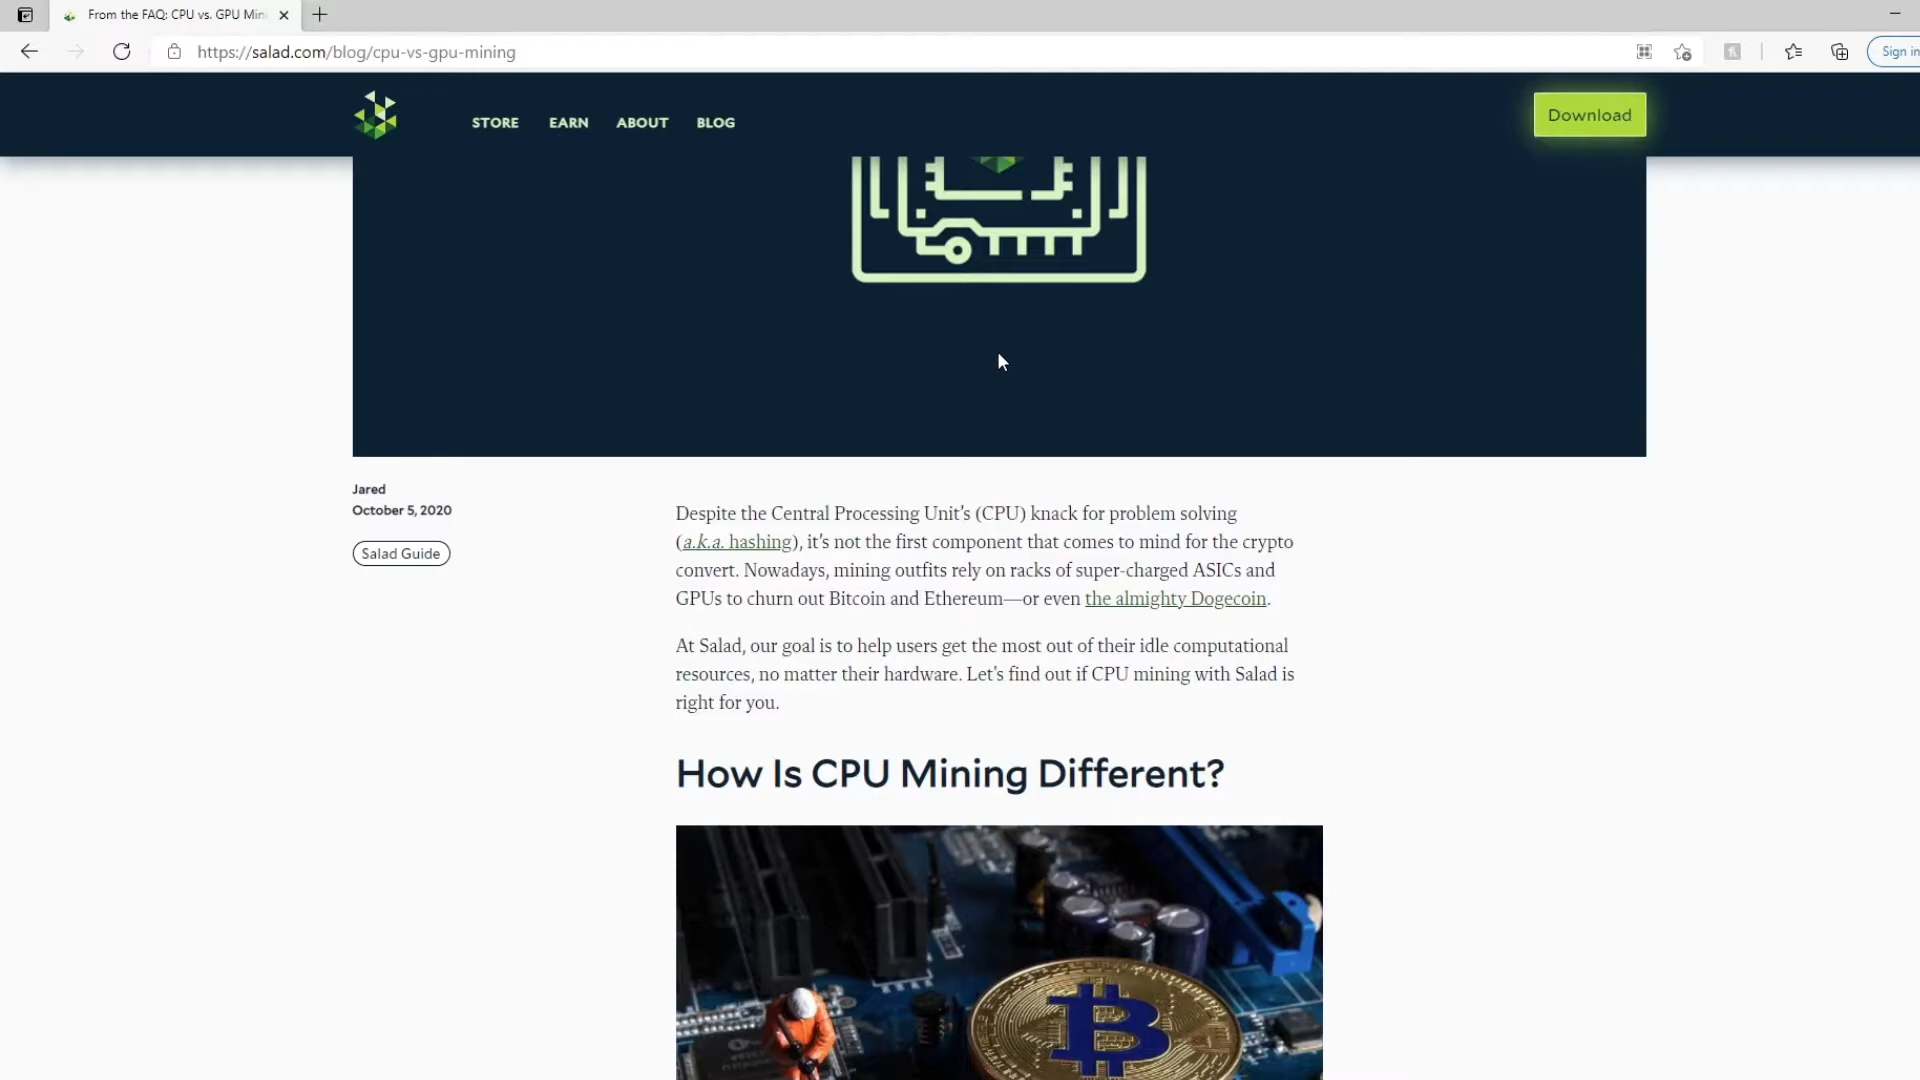 From the FAQ: CPU vs. GPU Min
https://salad.com/blog/cpu-vs-gpu-mining
Sign in
STORE
EARN
ABOUT
BLOG
Download
Jared
October 5, 2020
Salad Guide
Despite the Central Processing Unit’s (CPU) knack for problem solving
(a.k.a. hashing), it’s not the first component that comes to mind for the crypto
convert. Nowadays, mining outfits rely on racks of super-charged ASICs and
GPUs to churn out Bitcoin and Ethereum—or even the almighty Dogecoin.
At Salad, our goal is to help users get the most out of their idle computational
resources, no matter their hardware. Let’s find out if CPU mining with Salad is
right for you.
How Is CPU Mining Different?